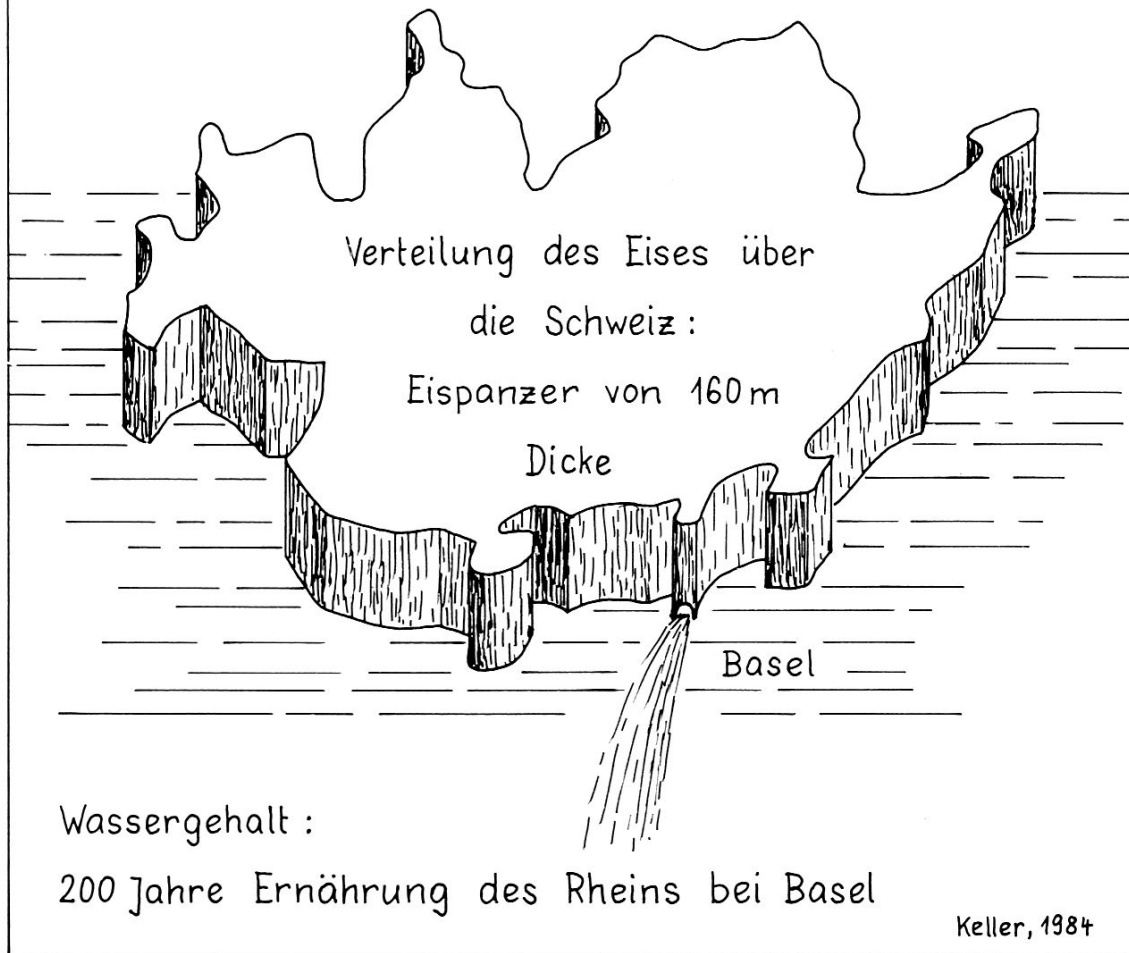 Verteilung des Eises über
die Schweiz:
Eispanzer von 160 m
Dicke
Basel
Wassergehalt:
200 Jahre Ernährung des Rheins bei Basel
Keller, 1984